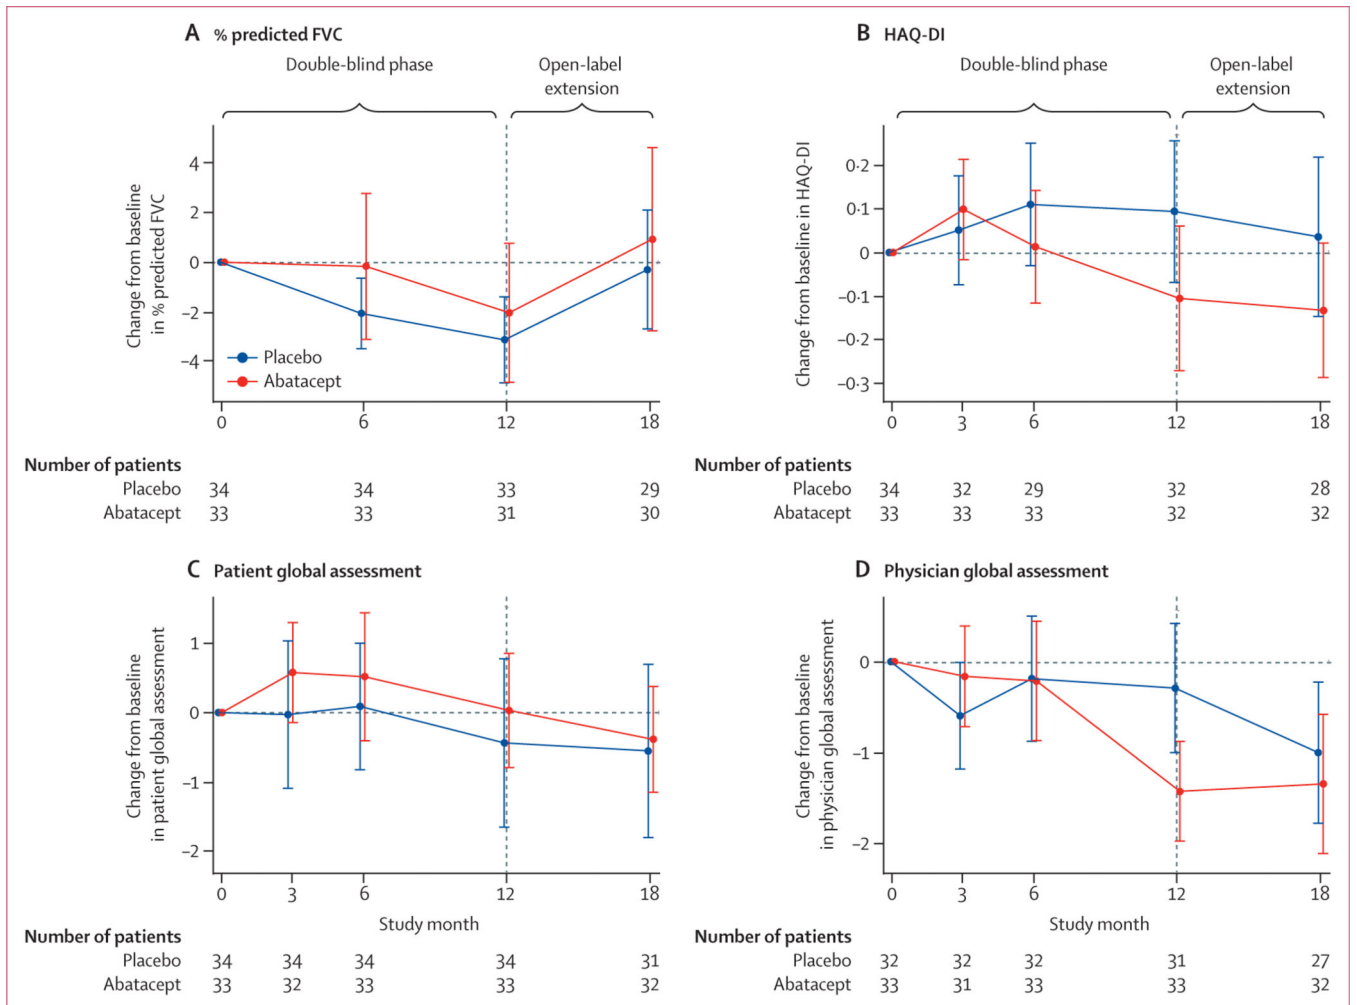 A % predicted FVC
Double-blind phase
Open-label
extension
Change from baseline
in % predicted FVC
4
2
0
−2
−4
Placebo
Abatacept
0 6 12 18
Number of patients
Placebo 34 34 33 29
Abatacept 33 33 31 30
B HAQ-DI
Double-blind phase
Open-label
extension
Change from baseline in HAQ-DI
0·2
0·1
0
−0·1
−0·2
−0·3
0 3 6 12 18
Number of patients
Placebo 34 32 29 32 28
Abatacept 33 33 33 32 32
C Patient global assessment
Change from baseline
in patient global assessment
1
0
−1
−2
0 3 6 12 18
Study month
Number of patients
Placebo 34 34 34 34 31
Abatacept 33 32 33 33 32
D Physician global assessment
Change from baseline
in physician global assessment
0
−1
−2
0 3 6 12 18
Study month
Number of patients
Placebo 32 32 32 31 27
Abatacept 33 31 33 33 32